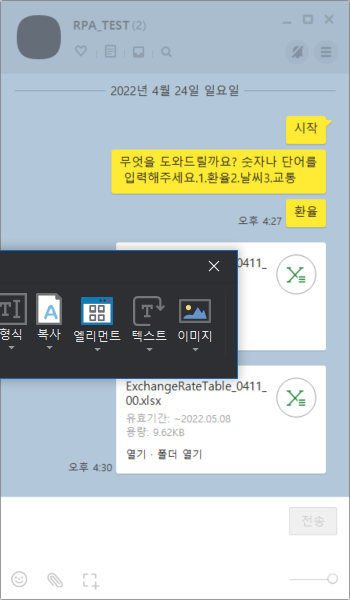 RPA_TEST (2)
2022년 4월 24일 일요일
시작
무엇을 도와드릴까요? 숫자나 단어를
입력해주세요.1.환율2.날씨3.교통
오후 4:27
환율
0411_
형식
복사
엘리먼트
텍스트
이미지
ExchangeRateTable_0411_
00.xlsx
유효기간: ~2022.05.08
용량: 9.62KB
열기 · 폴더 열기
오후 4:30
전송